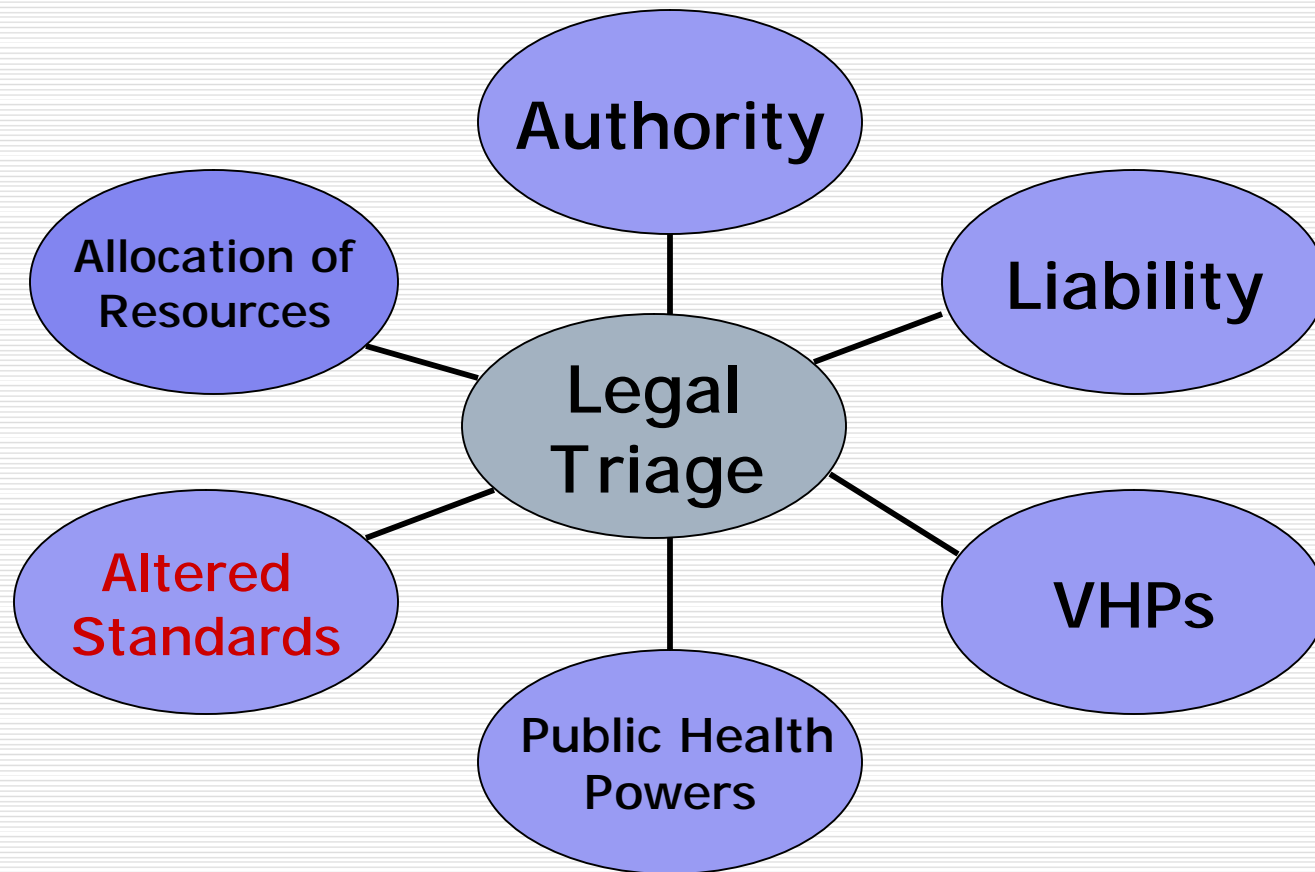 Authority
Allocation of
Resources
Liability
Legal
Triage
Altered
Standards
VHPs
Public Health
Powers